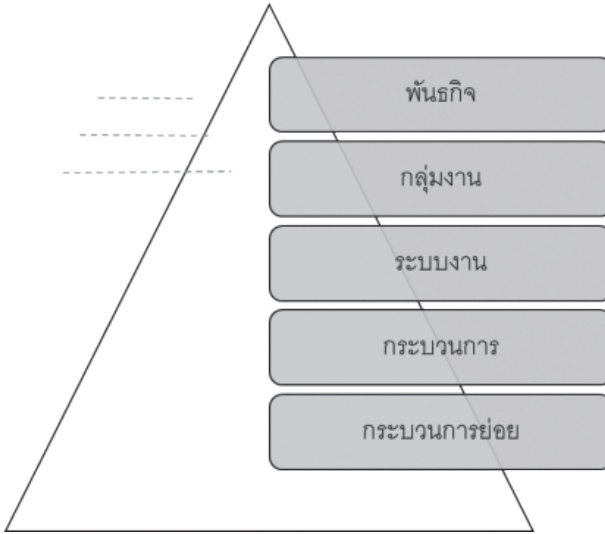 พันธกิจ
กลุ่มงาน
ระบบงาน
กระบวนการ
กระบวนการย่อย